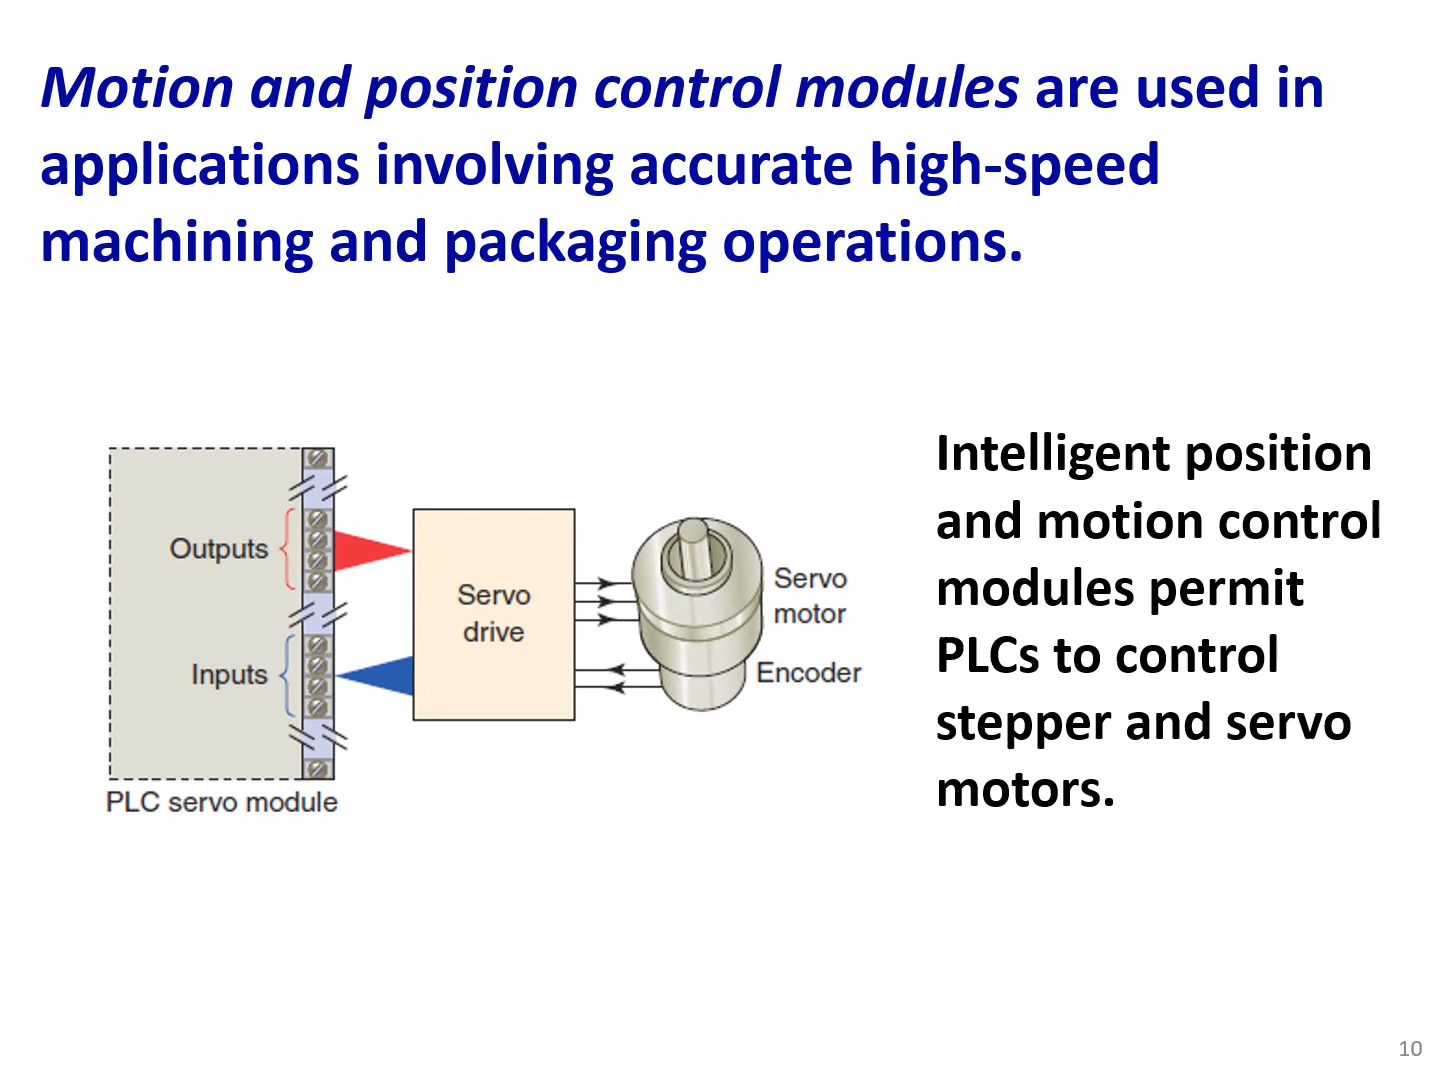 Motion and position control modules are used in
applications involving accurate high-speed
machining and packaging operations.
Outputs
Inputs
PLC servo module
Servo
drive
Servo
motor
Encoder
Intelligent position
and motion control
modules permit
PLCs to control
stepper and servo
motors.
10